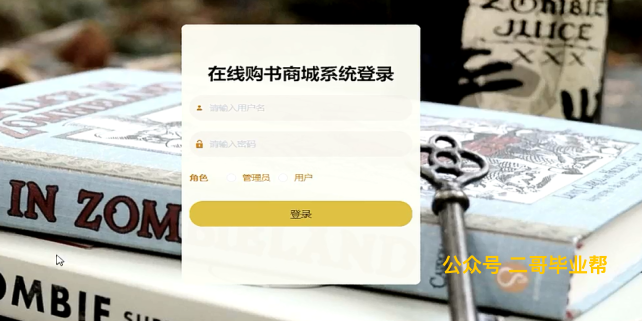 ZOMBIE
JUICE
XXX
在线购书商城系统登录
请输入用户名
请输入密码
角色 管理员 用户
登录
IN ZOM
BLAND
OMBIE
公众号 二哥毕业帮